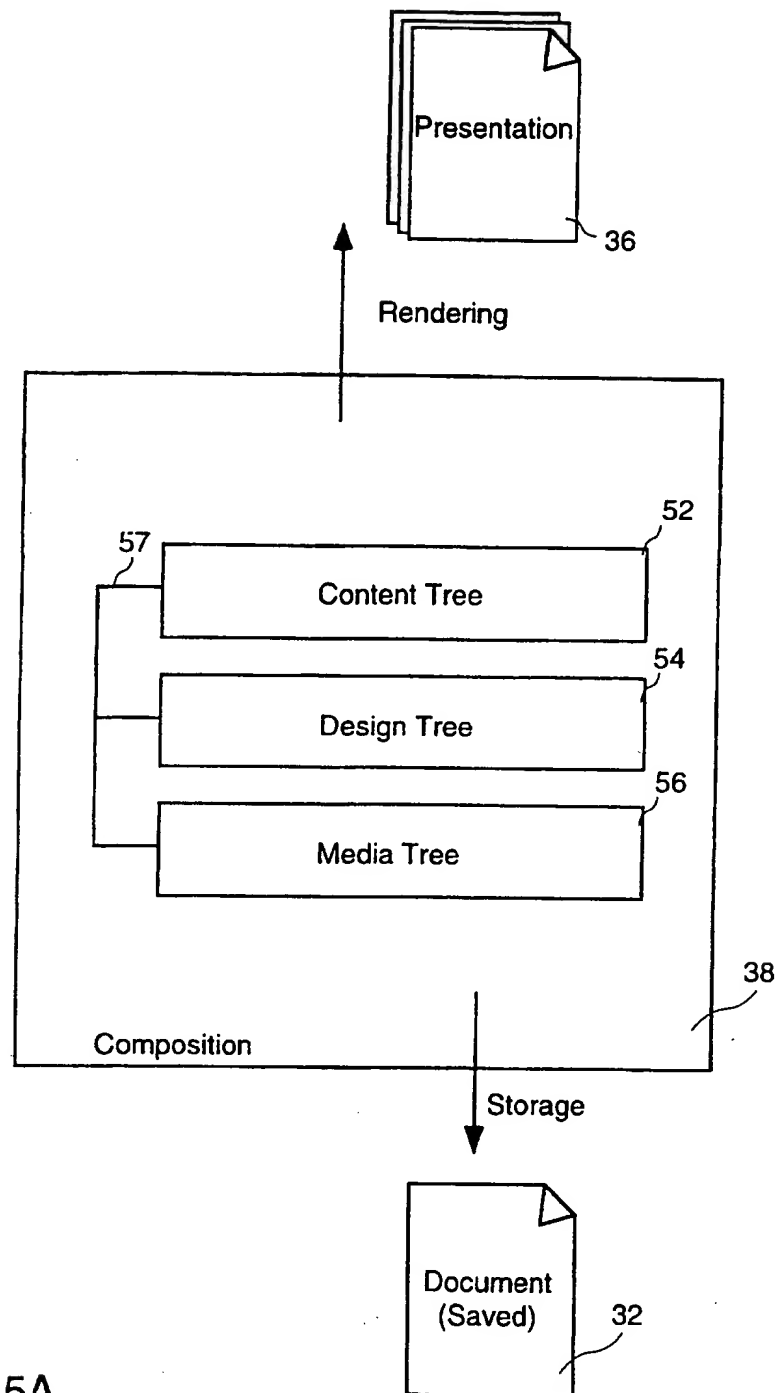 Presentation
36
Rendering
52
57
Content Tree
54
Design Tree
56
Media Tree
38
Composition
Storage
Document
(Saved)
32
5A